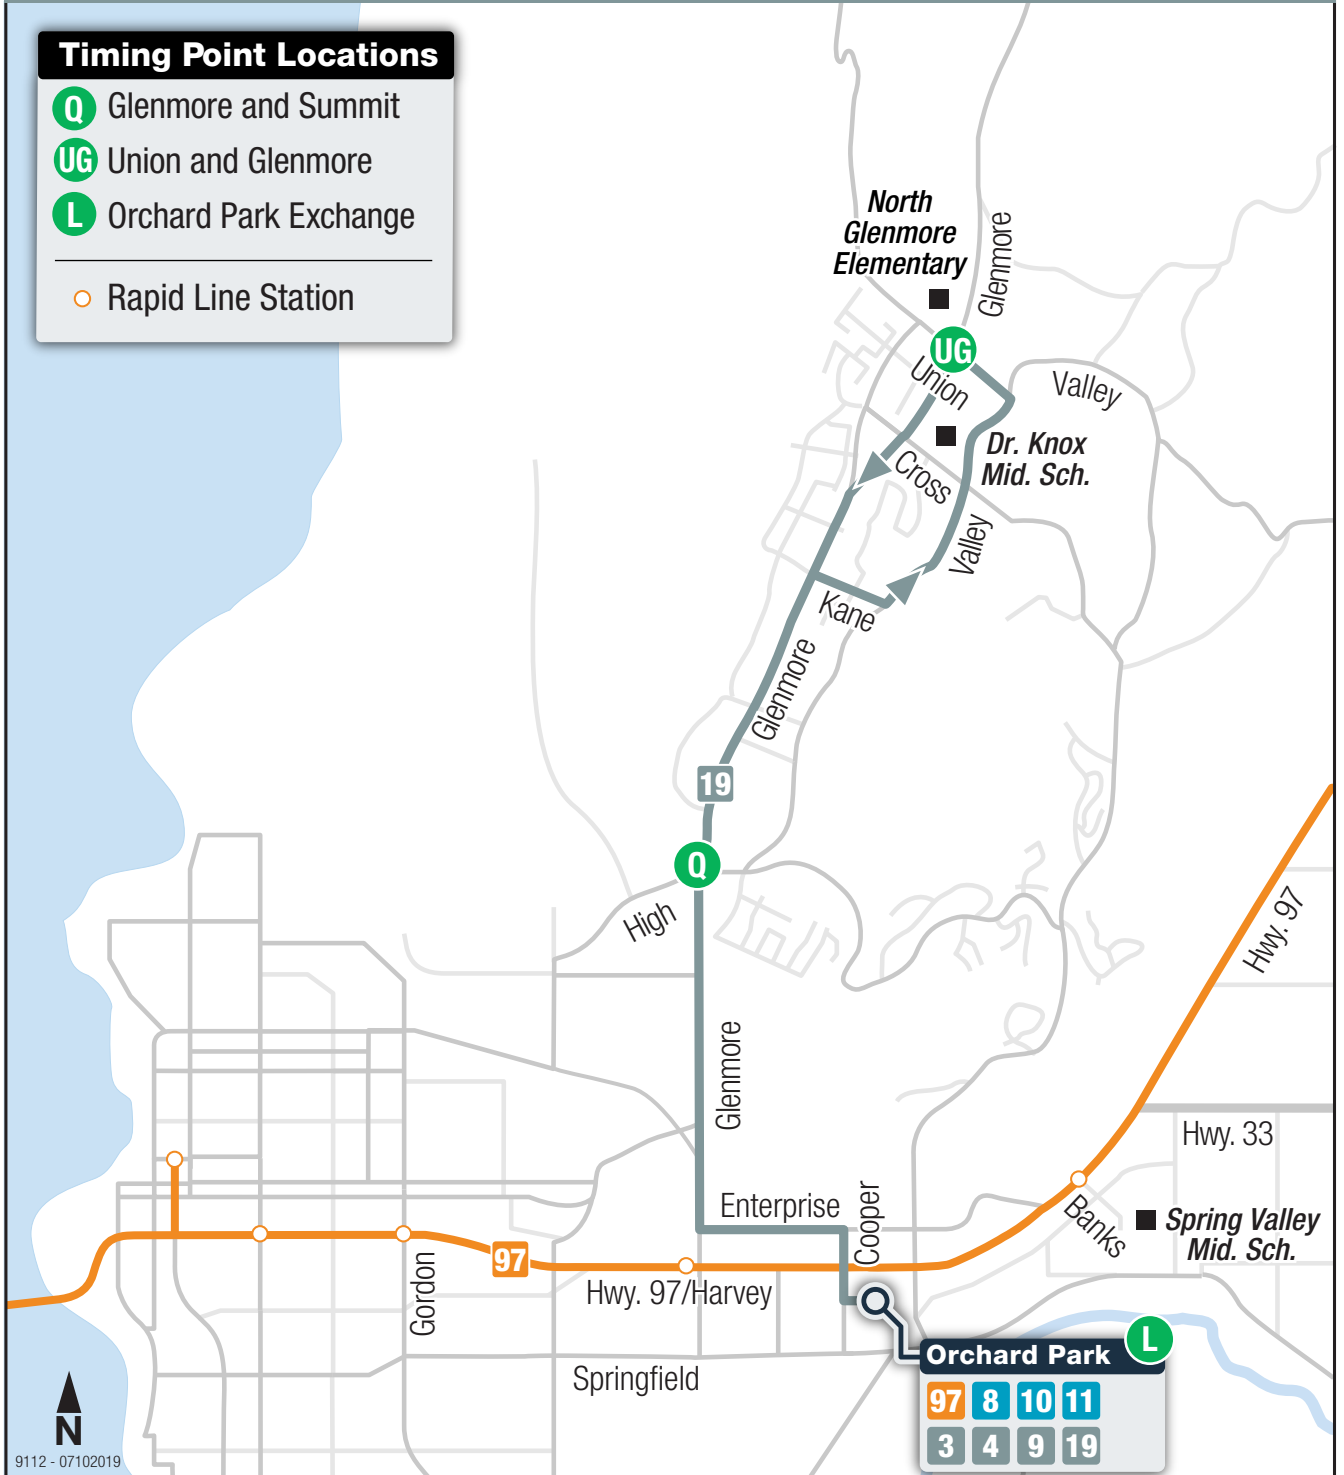 Timing Point Locations
Q Glenmore and Summit
UG Union and Glenmore
L Orchard Park Exchange
Rapid Line Station
North
Glenmore
Elementary
Glenmore
UG
Union
Valley
Dr. Knox
Mid. Sch.
Cross
Valley
Kane
Glenmore
19
Q
High
Hwy. 97
Glenmore
Hwy. 33
Enterprise
Cooper
Banks
Spring Valley
Mid. Sch.
97
Gordon
Hwy. 97/Harvey
Springfield
L
Orchard Park
97 8 10 11
3 4 9 19
N
9112 - 07102019